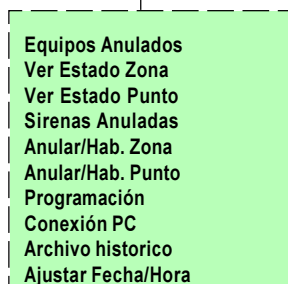 Equipos Anulados
Ver Estado Zona
Ver Estado Punto
Sirenas Anuladas
Anular/Hab. Zona
Anular/Hab. Punto
Programación
Conexión PC
Archivo historico
Ajustar Fecha/Hora